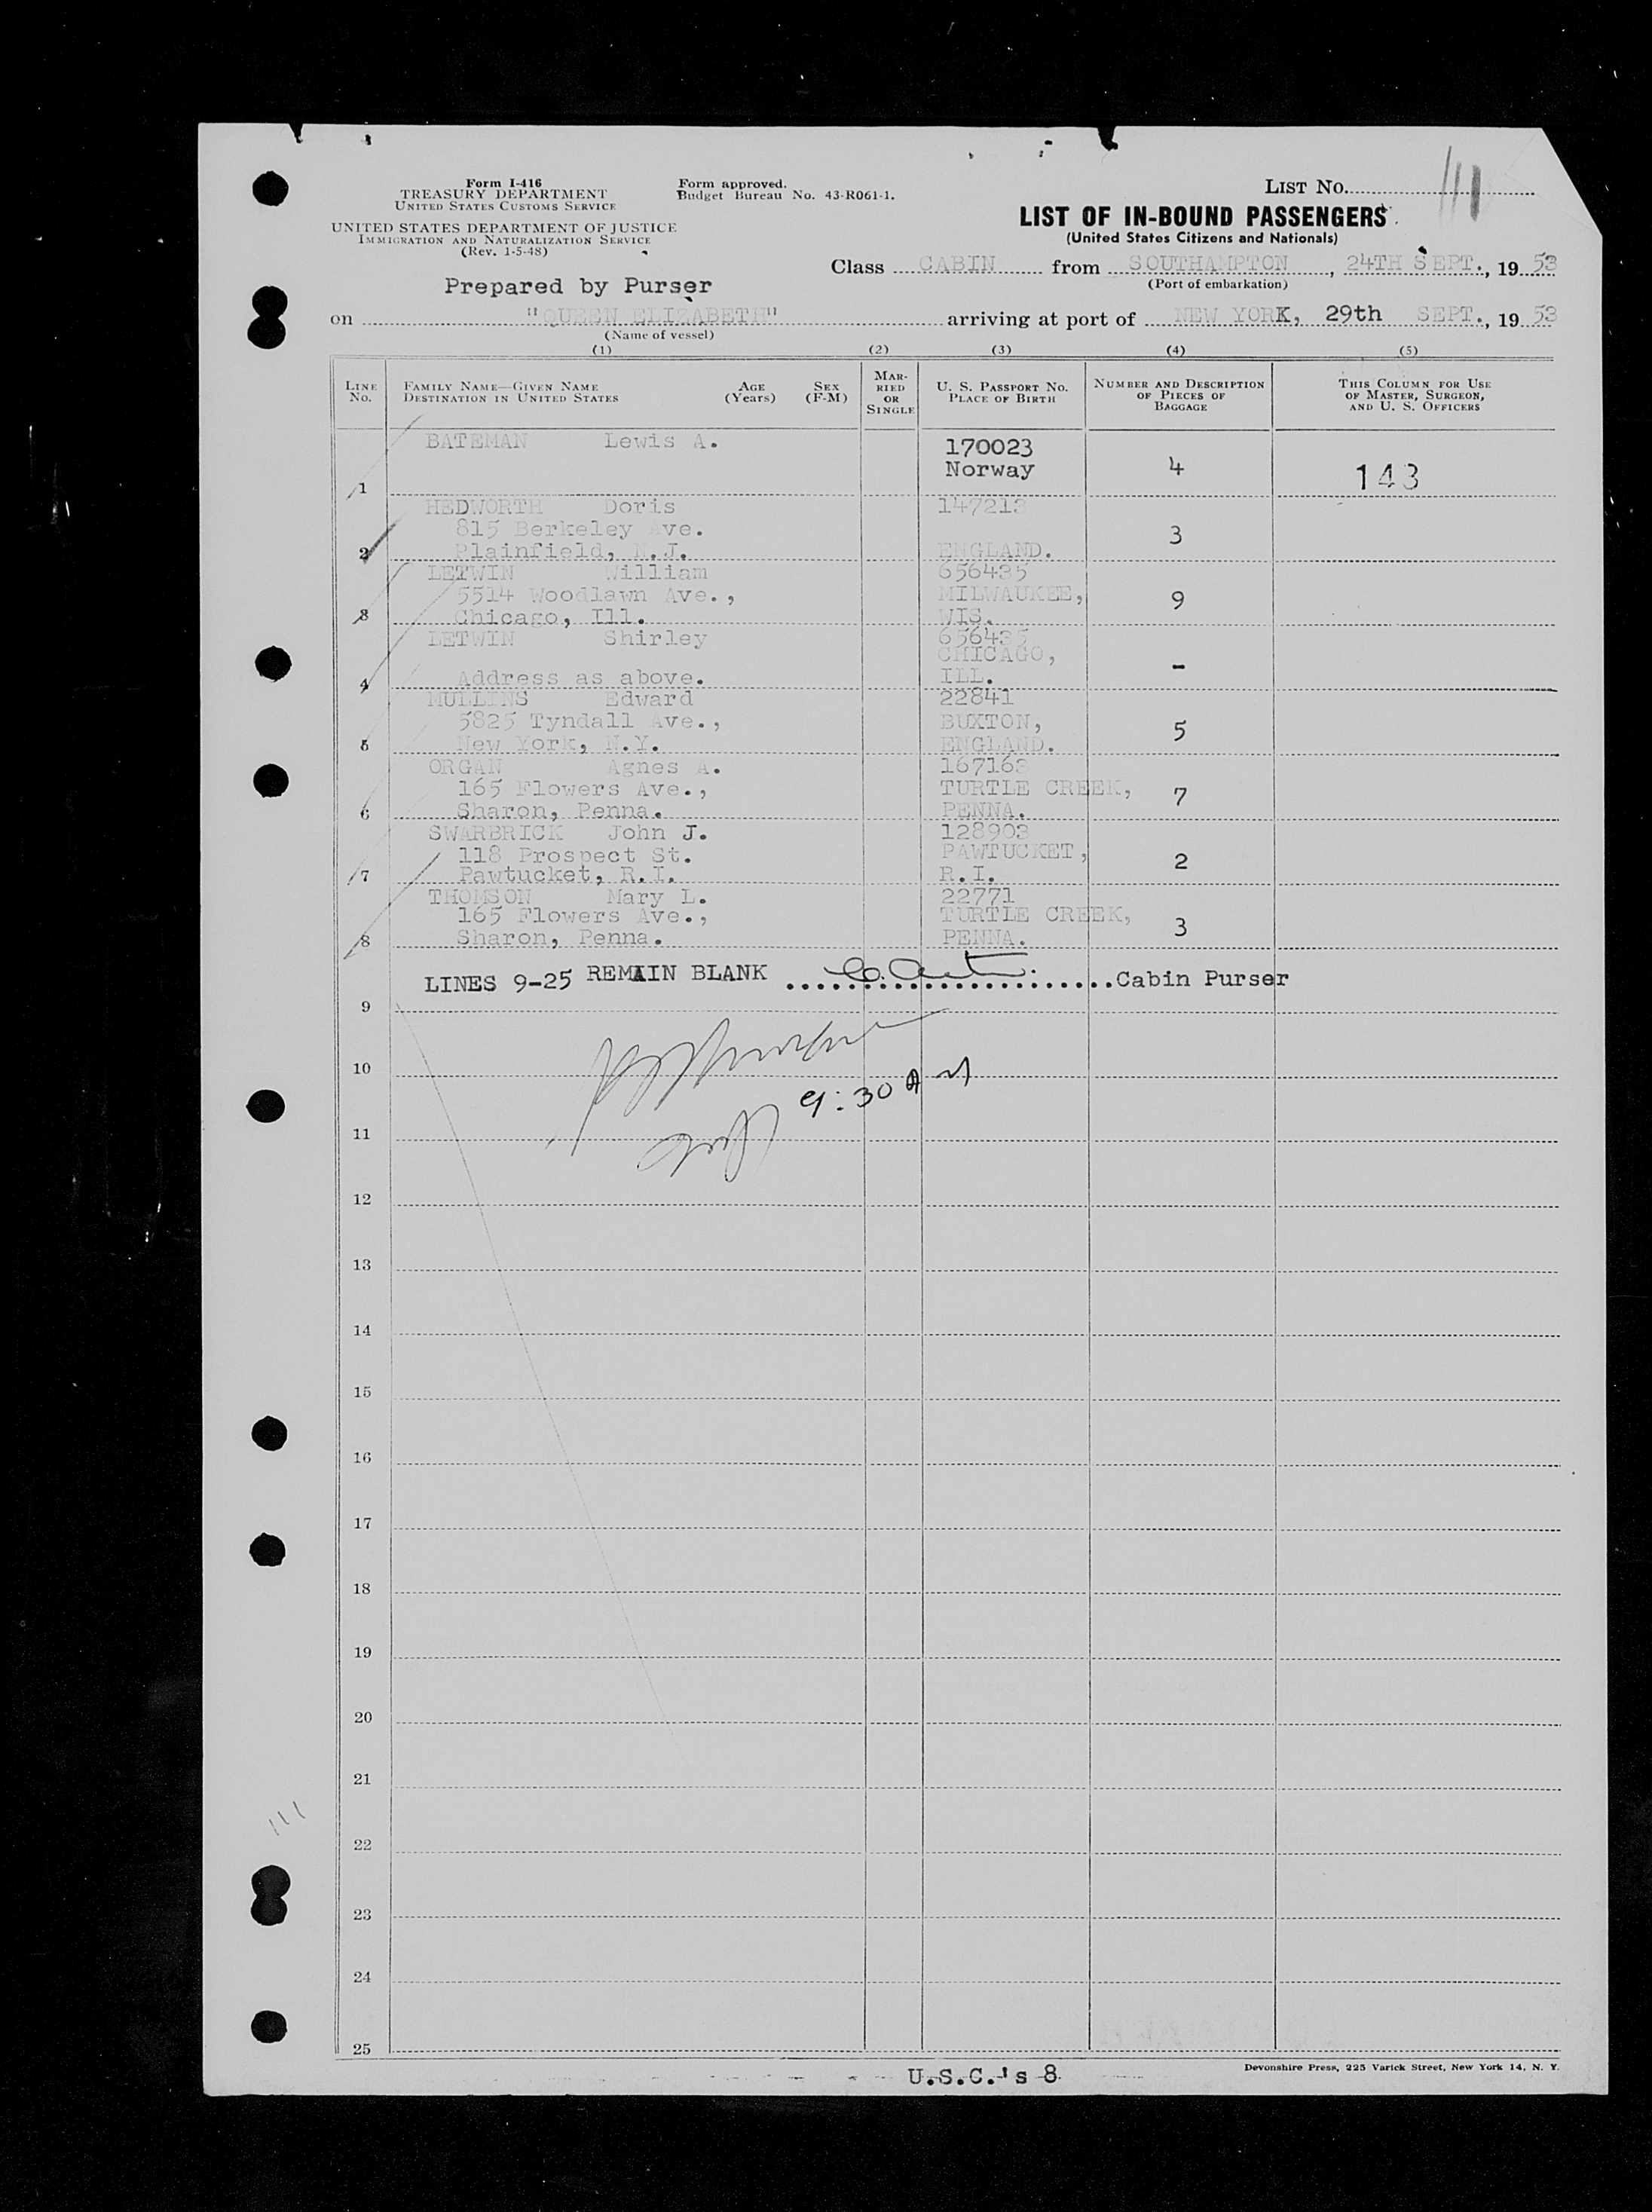 Form I-416
TREASURY DEPARTMENT
UNITED STATES CUSTOMS SERVICE
UNITED STATES DEPARTMENT OF JUSTICE
IMMIGRATION AND NATURALIZATION SERVICE
(Rev. 1-5-48)
Form approved.
Budget Bureau No. 43-R061-1.
LIST NO. 111
LIST OF IN-BOUND PASSENGERS
(United States Citizens and Nationals)
Class CABIN from SOUTHAMPTON, 24TH SEPT., 1953
(Port of embarkation)
Prepared by Purser
on "QUEEN ELIZABETH" arriving at port of NEW YORK, 29th SEPT., 1953
(Name of vessel)
(1) (2) (3) (4) (5)
LINE NO.
FAMILY NAME—GIVEN NAME
DESTINATION IN UNITED STATES
AGE (Years)
SEX (F-M)
MARRIED OR SINGLE
U. S. PASSPORT NO.
PLACE OF BIRTH
NUMBER AND DESCRIPTION OF PIECES OF BAGGAGE
THIS COLUMN FOR USE OF MASTER, SURGEON, AND U. S. OFFICERS
BATEMAN Lewis A. 170023
Norway 4 143
1
HEDWORTH Doris 147213
815 Berkeley Ave. 3
2 Plainfield, N.J. ENGLAND.
LETWIN William 656435
5514 Woodlawn Ave., MILWAUKEE, 9
3 Chicago, Ill. WIS.
LETWIN Shirley 656435
CHICAGO, -
4 Address as above. ILL.
MULLINS Edward 22841
5825 Tyndall Ave., BUXTON, 5
5 New York, N.Y. ENGLAND.
ORGAN Agnes A. 167163
165 Flowers Ave., TURTLE CREEK, 7
6 Sharon, Penna. PENNA.
SWARBRICK John J. 128903
118 Prospect St. PAWTUCKET, 2
7 Pawtucket, R.I. R.I.
THOMSON Mary L. 22771
165 Flowers Ave., TURTLE CREEK, 3
8 Sharon, Penna. PENNA.
LINES 9-25 REMAIN BLANK Cabin Purser
9
10
9:30 AM
11
12
13
14
15
16
17
18
19
20
21
111
22
23
24
25
U.S.C.'s 8
Devonshire Press, 225 Varick Street, New York 14, N. Y.